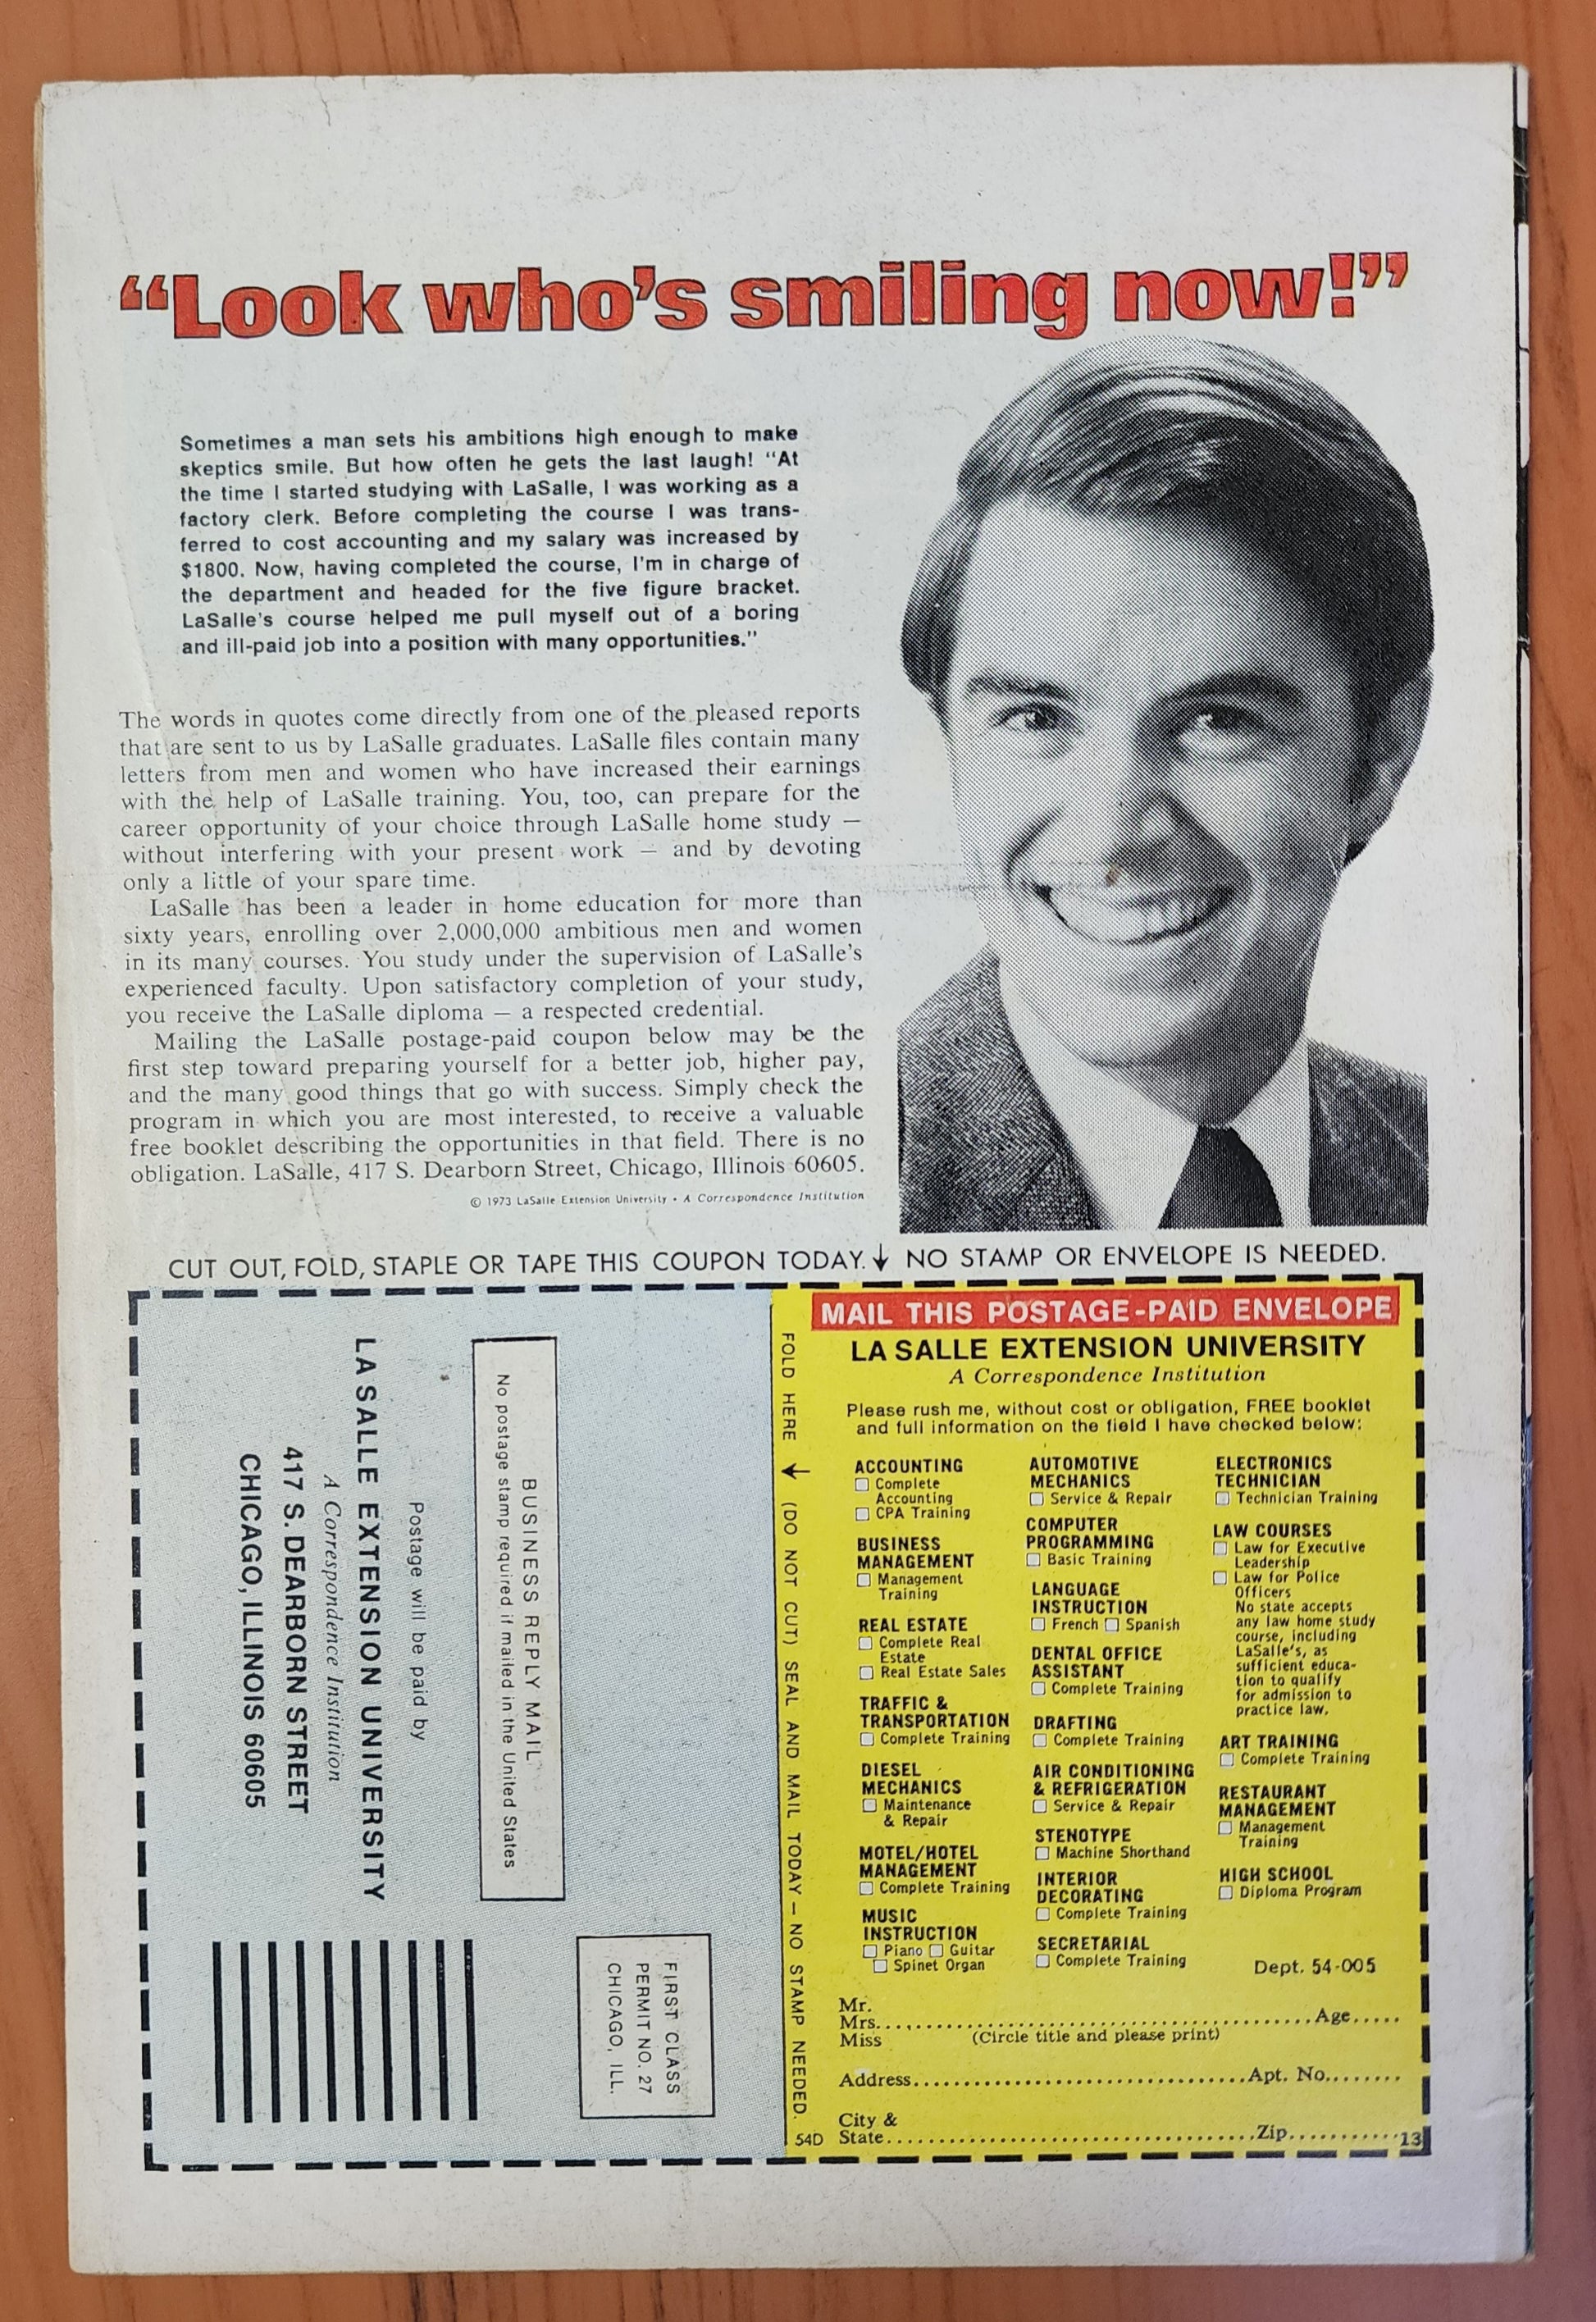 “Look who’s smiling now!”
Sometimes a man sets his ambitions high enough to make
skeptics smile. But how often he gets the last laugh! “At
the time I started studying with LaSalle, I was working as a
factory clerk. Before completing the course I was trans-
ferred to cost accounting and my salary was increased by
$1800. Now, having completed the course, I’m in charge of
the department and headed for the five figure bracket.
LaSalle’s course helped me pull myself out of a boring
and ill-paid job into a position with many opportunities.”
The words in quotes come directly from one of the pleased reports
that are sent to us by LaSalle graduates. LaSalle files contain many
letters from men and women who have increased their earnings
with the help of LaSalle training. You, too, can prepare for the
career opportunity of your choice through LaSalle home study —
without interfering with your present work — and by devoting
only a little of your spare time.
LaSalle has been a leader in home education for more than
sixty years, enrolling over 2,000,000 ambitious men and women
in its many courses. You study under the supervision of LaSalle’s
experienced faculty. Upon satisfactory completion of your study,
you receive the LaSalle diploma — a respected credential.
Mailing the LaSalle postage-paid coupon below may be the
first step toward preparing yourself for a better job, higher pay,
and the many good things that go with success. Simply check the
program in which you are most interested, to receive a valuable
free booklet describing the opportunities in that field. There is no
obligation. LaSalle, 417 S. Dearborn Street, Chicago, Illinois 60605.
© 1973 LaSalle Extension University • A Correspondence Institution
CUT OUT, FOLD, STAPLE OR TAPE THIS COUPON TODAY. ↓ NO STAMP OR ENVELOPE IS NEEDED.
FIRST CLASS
PERMIT NO. 27
CHICAGO, ILL.
BUSINESS REPLY MAIL
No postage stamp required if mailed in the United States
Postage will be paid by
LA SALLE EXTENSION UNIVERSITY
A Correspondence Institution
417 S. DEARBORN STREET
CHICAGO, ILLINOIS 60605
FOLD HERE ↓ (DO NOT CUT) SEAL AND MAIL TODAY — NO STAMP NEEDED.
MAIL THIS POSTAGE-PAID ENVELOPE
LA SALLE EXTENSION UNIVERSITY
A Correspondence Institution
Please rush me, without cost or obligation, FREE booklet
and full information on the field I have checked below:
ACCOUNTING
☐ Complete
Accounting
☐ CPA Training
BUSINESS
MANAGEMENT
☐ Management
Training
REAL ESTATE
☐ Complete Real
Estate
☐ Real Estate Sales
TRAFFIC &
TRANSPORTATION
☐ Complete Training
DIESEL
MECHANICS
☐ Maintenance
& Repair
MOTEL/HOTEL
MANAGEMENT
☐ Complete Training
MUSIC
INSTRUCTION
☐ Piano ☐ Guitar
☐ Spinet Organ
AUTOMOTIVE
MECHANICS
☐ Service & Repair
COMPUTER
PROGRAMMING
☐ Basic Training
LANGUAGE
INSTRUCTION
☐ French ☐ Spanish
DENTAL OFFICE
ASSISTANT
☐ Complete Training
DRAFTING
☐ Complete Training
AIR CONDITIONING
& REFRIGERATION
☐ Service & Repair
STENOTYPE
☐ Machine Shorthand
INTERIOR
DECORATING
☐ Complete Training
SECRETARIAL
☐ Complete Training
ELECTRONICS
TECHNICIAN
☐ Technician Training
LAW COURSES
☐ Law for Executive
Leadership
☐ Law for Police
Officers
No state accepts
any law home study
course, including
LaSalle’s, as
sufficient educa-
tion to qualify
for admission to
practice law.
ART TRAINING
☐ Complete Training
RESTAURANT
MANAGEMENT
☐ Management
Training
HIGH SCHOOL
☐ Diploma Program
Dept. 54-005
Mr.
Mrs. Age
Miss (Circle title and please print)
Address Apt. No.
City &
54D State Zip 13